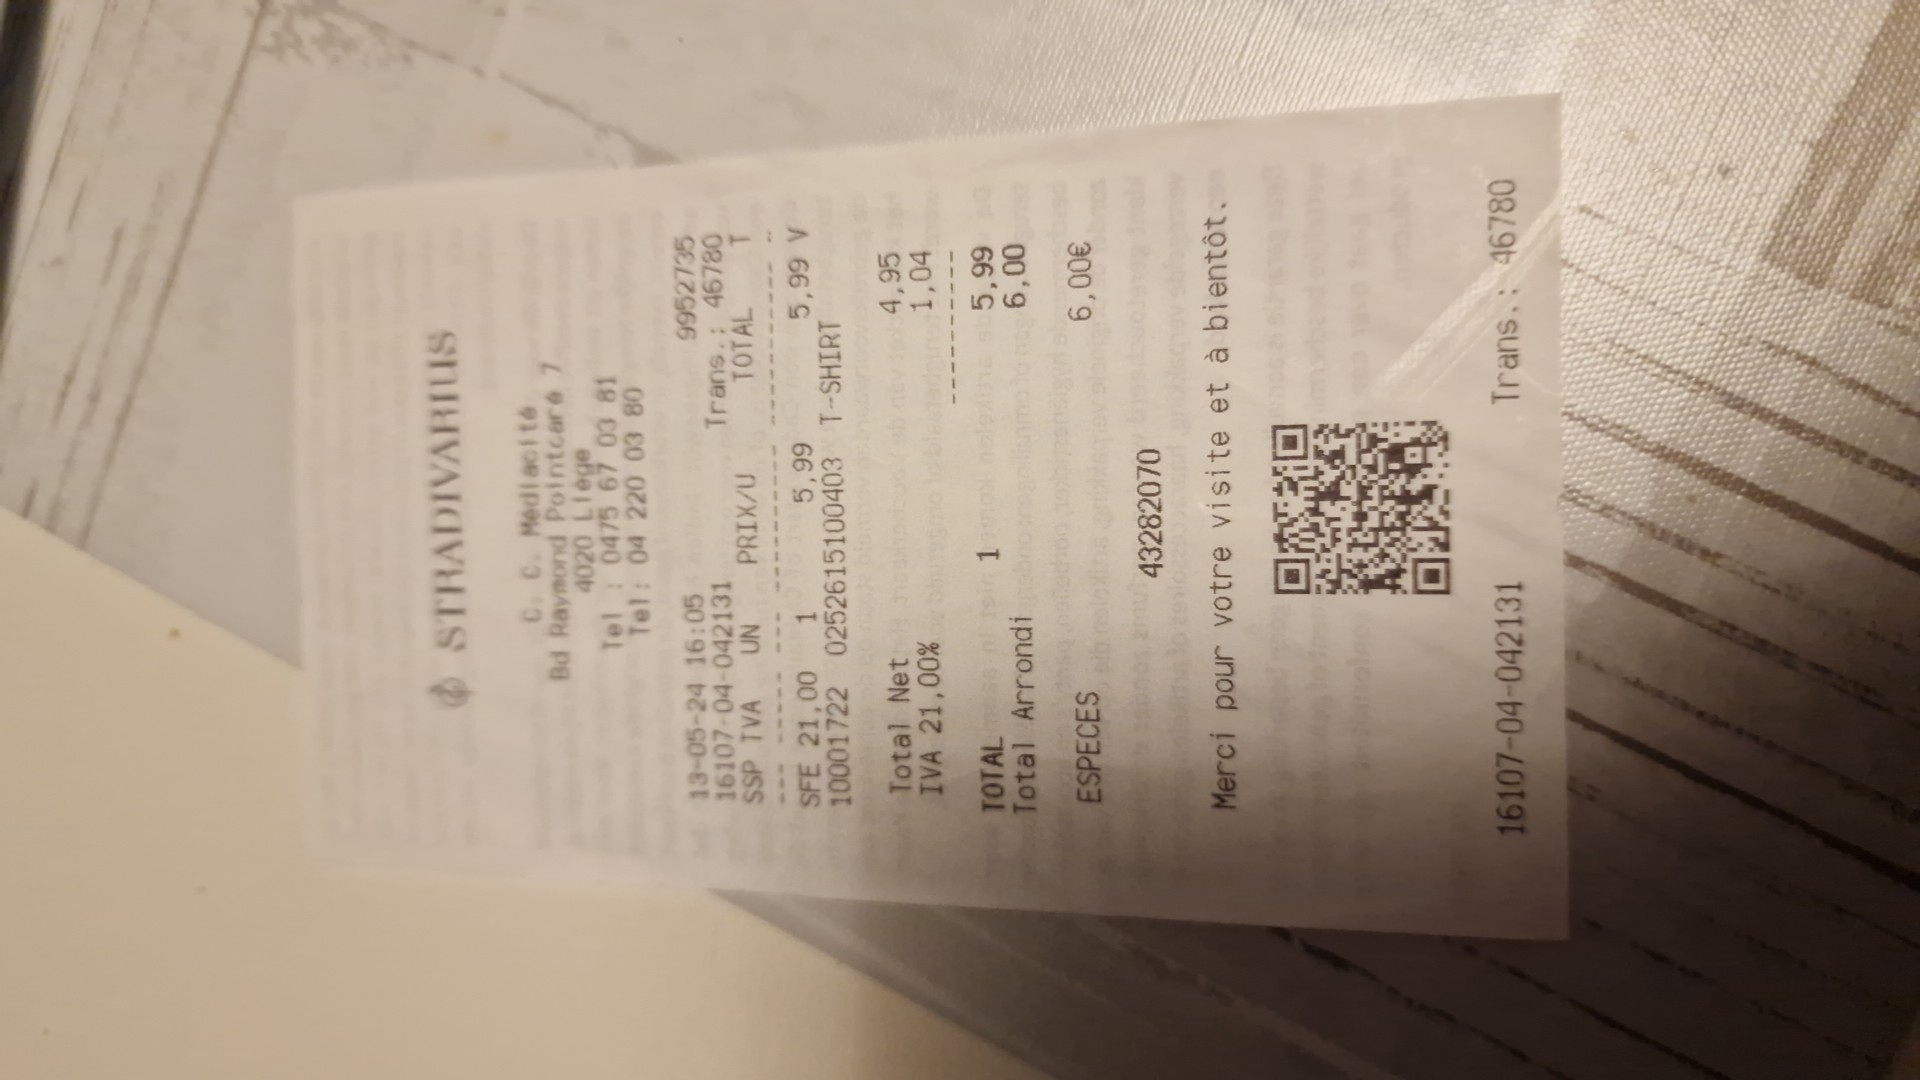 STRADIVARIUS
C. C. Médiacité
Bd Raymond Poincaré 7
4020 Liège
Tel : 0475 67 03 81
Tel: 04 220 03 80
13-05-24 16:05 9952735
16107-04-042131 Trans.: 46780
SSP IVA UN PRIX/U TOTAL T
SFE 21,00 1 5,99 5,99 V
10001722 0252615100403 T-SHIRT
Total Net 4,95
IVA 21,00% 1,04
TOTAL 1 5,99
Total Arrondi 6,00
ESPECES 6,00€
43282070
Merci pour votre visite et à bientôt.
16107-04-042131 Trans.: 46780